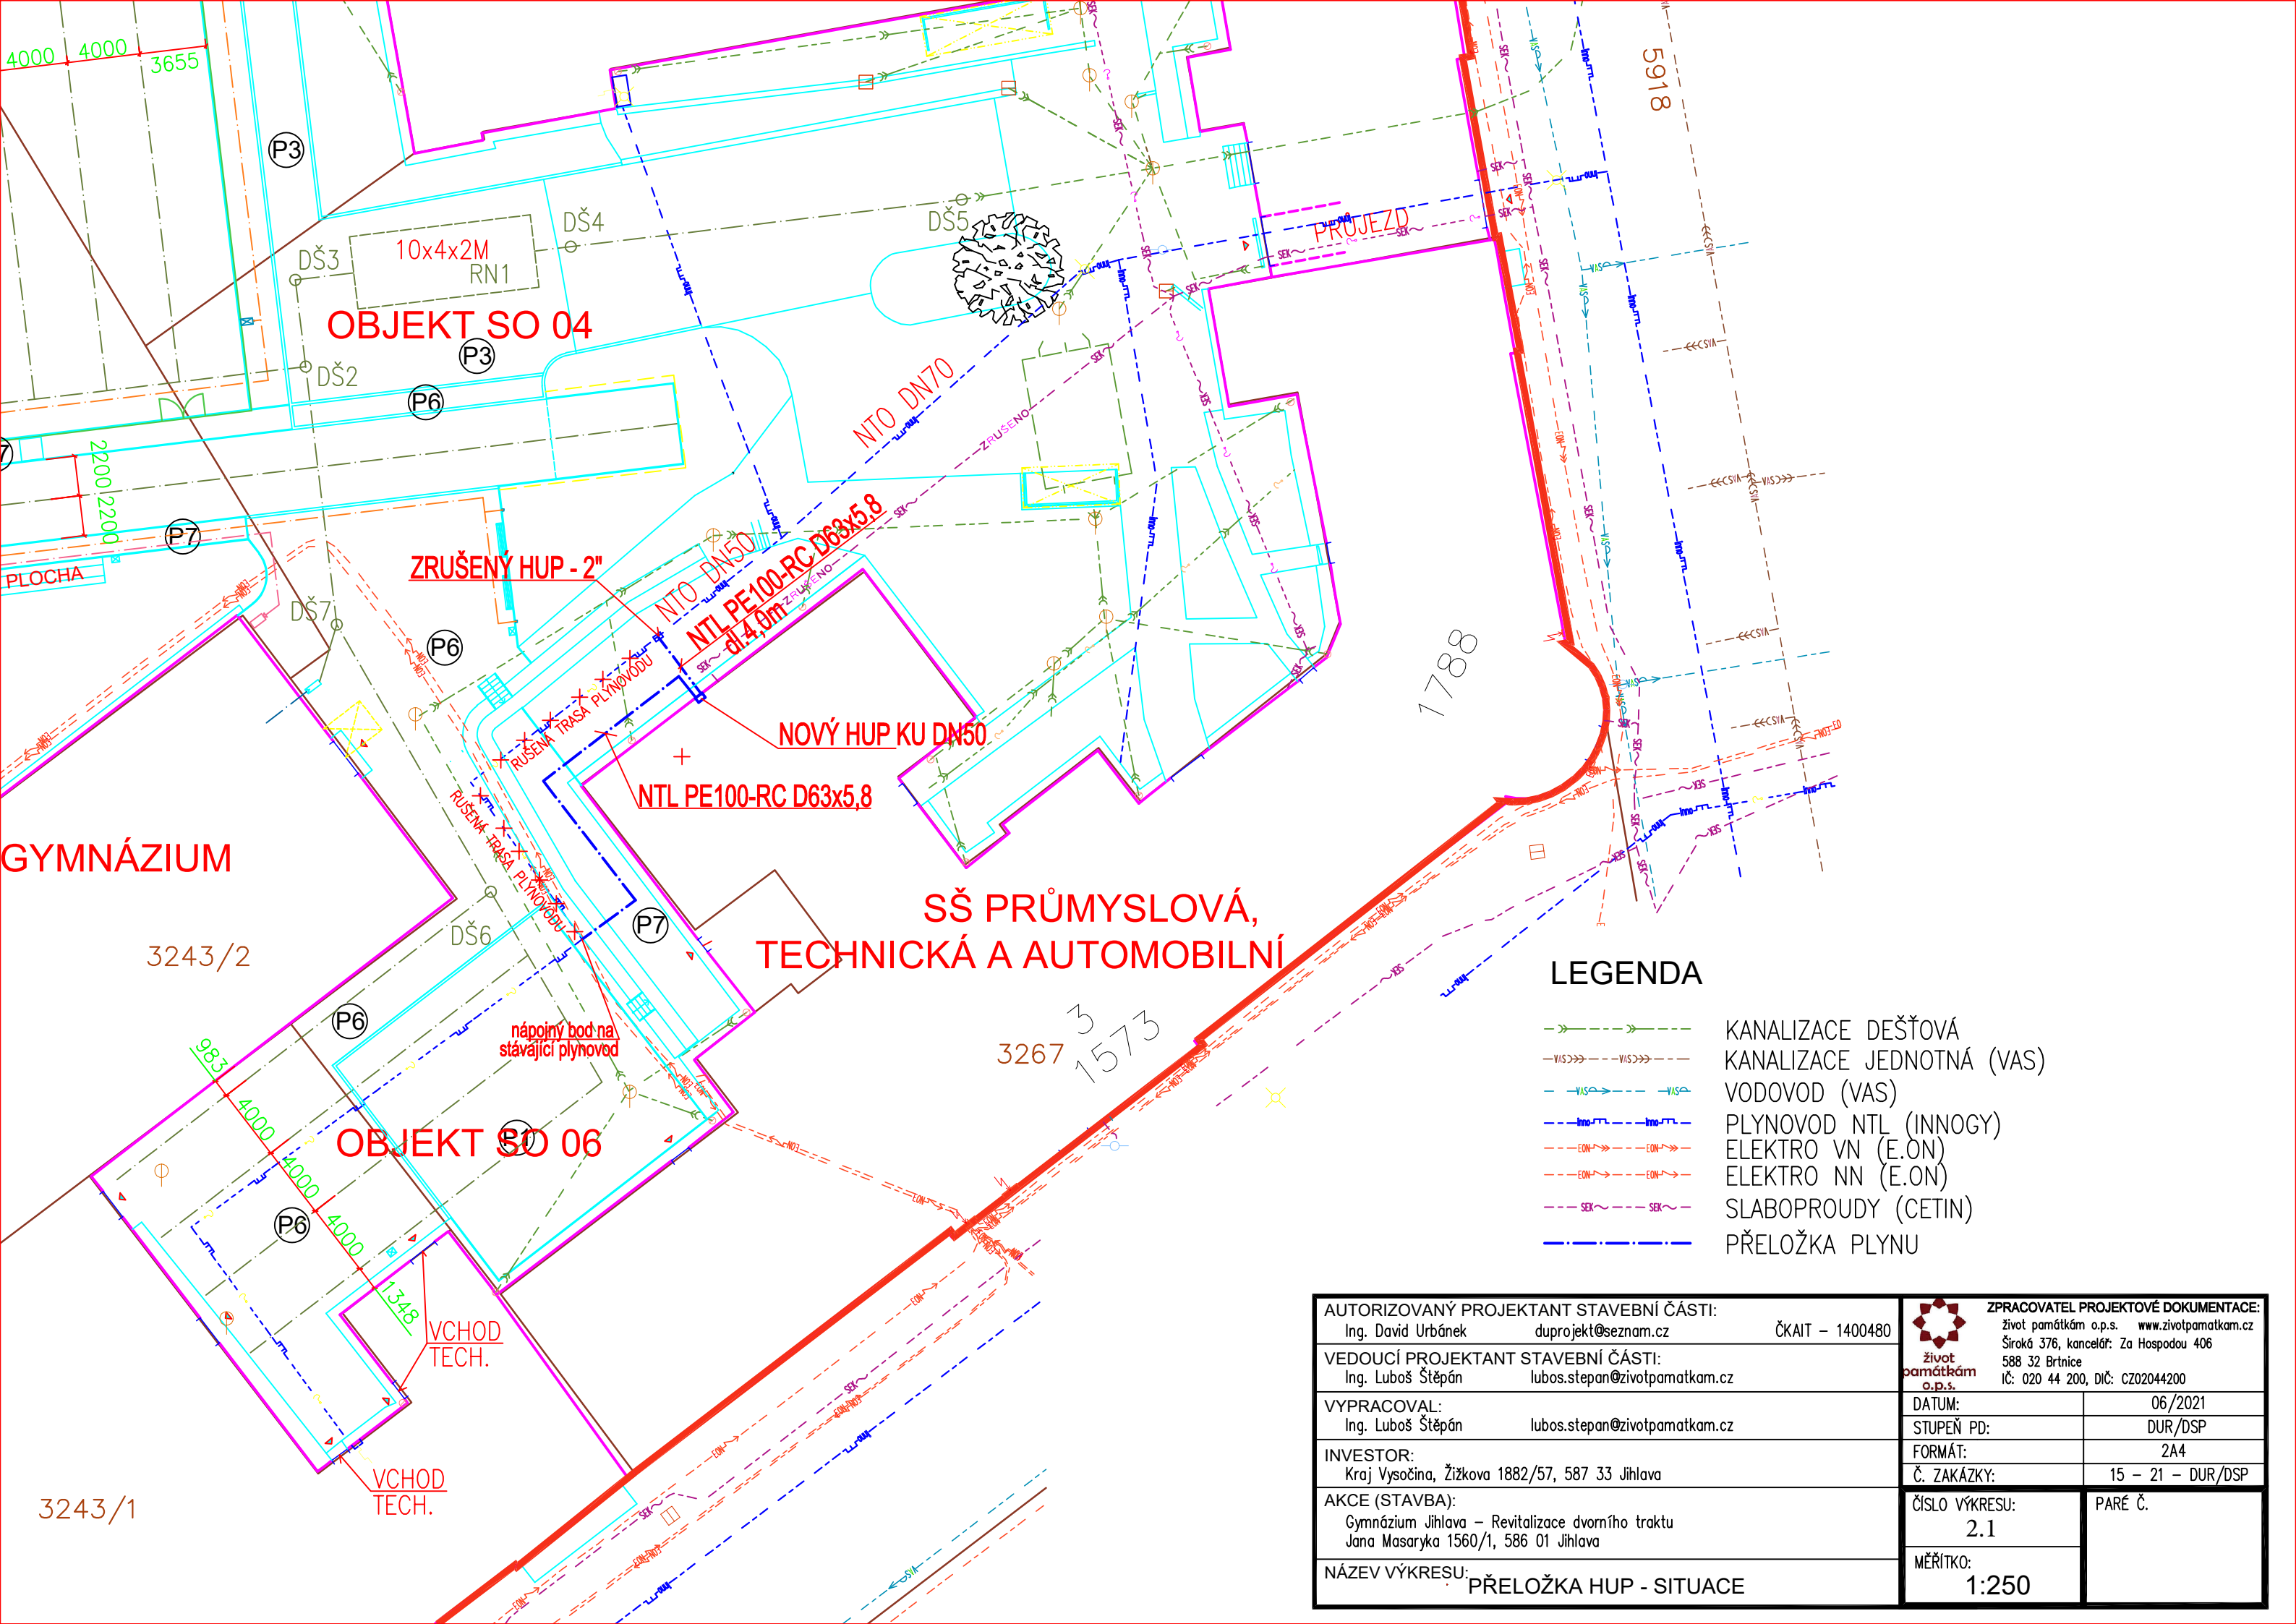 4000
4000
3655
5918
P3
DŠ4
DŠ5
PRŮJEZD
10x4x2M
DŠ3
RN1
OBJEKT SO 04
P3
DŠ2
P6
NTO DN70
ZRUŠENO
2200
2200
P7
ZRUŠENÝ HUP - 2"
NTO DN50
NTL PE100-RC D63x5,8
dl.4,0m
ZRUŠENO
PLOCHA
DŠ7
P6
RUŠENÁ TRASA PLYNOVODU
1788
NOVÝ HUP KU DN50
NTL PE100-RC D63x5,8
RUŠENÁ TRASA PLYNOVODU
GYMNÁZIUM
P7
DŠ6
SŠ PRŮMYSLOVÁ,
TECHNICKÁ A AUTOMOBILNÍ
3243/2
P6
nápojný bod na
stávající plynovod
3267
3
1573
983
4000
4000
4000
1348
OBJEKT SO 06
P1
P6
VCHOD
TECH.
VCHOD
TECH.
3243/1
LEGENDA
KANALIZACE DEŠŤOVÁ
KANALIZACE JEDNOTNÁ (VAS)
VODOVOD (VAS)
PLYNOVOD NTL (INNOGY)
ELEKTRO VN (E.ON)
ELEKTRO NN (E.ON)
SLABOPROUDY (CETIN)
PŘELOŽKA PLYNU
AUTORIZOVANÝ PROJEKTANT STAVEBNÍ ČÁSTI:
Ing. David Urbánek duprojekt@seznam.cz ČKAIT – 1400480
VEDOUCÍ PROJEKTANT STAVEBNÍ ČÁSTI:
Ing. Luboš Štěpán lubos.stepan@zivotpamatkam.cz
VYPRACOVAL:
Ing. Luboš Štěpán lubos.stepan@zivotpamatkam.cz
INVESTOR:
Kraj Vysočina, Žižkova 1882/57, 587 33 Jihlava
AKCE (STAVBA):
Gymnázium Jihlava – Revitalizace dvorního traktu
Jana Masaryka 1560/1, 586 01 Jihlava
NÁZEV VÝKRESU:
PŘELOŽKA HUP - SITUACE
život
památkám
o.p.s.
ZPRACOVATEL PROJEKTOVÉ DOKUMENTACE:
život památkám o.p.s. www.zivotpamatkam.cz
Široká 376, kancelář: Za Hospodou 406
588 32 Brtnice
IČ: 020 44 200, DIČ: CZ02044200
DATUM: 06/2021
STUPEŇ PD: DUR/DSP
FORMÁT: 2A4
Č. ZAKÁZKY: 15 – 21 – DUR/DSP
ČÍSLO VÝKRESU:
2.1
PARÉ Č.
MĚŘÍTKO:
1:250